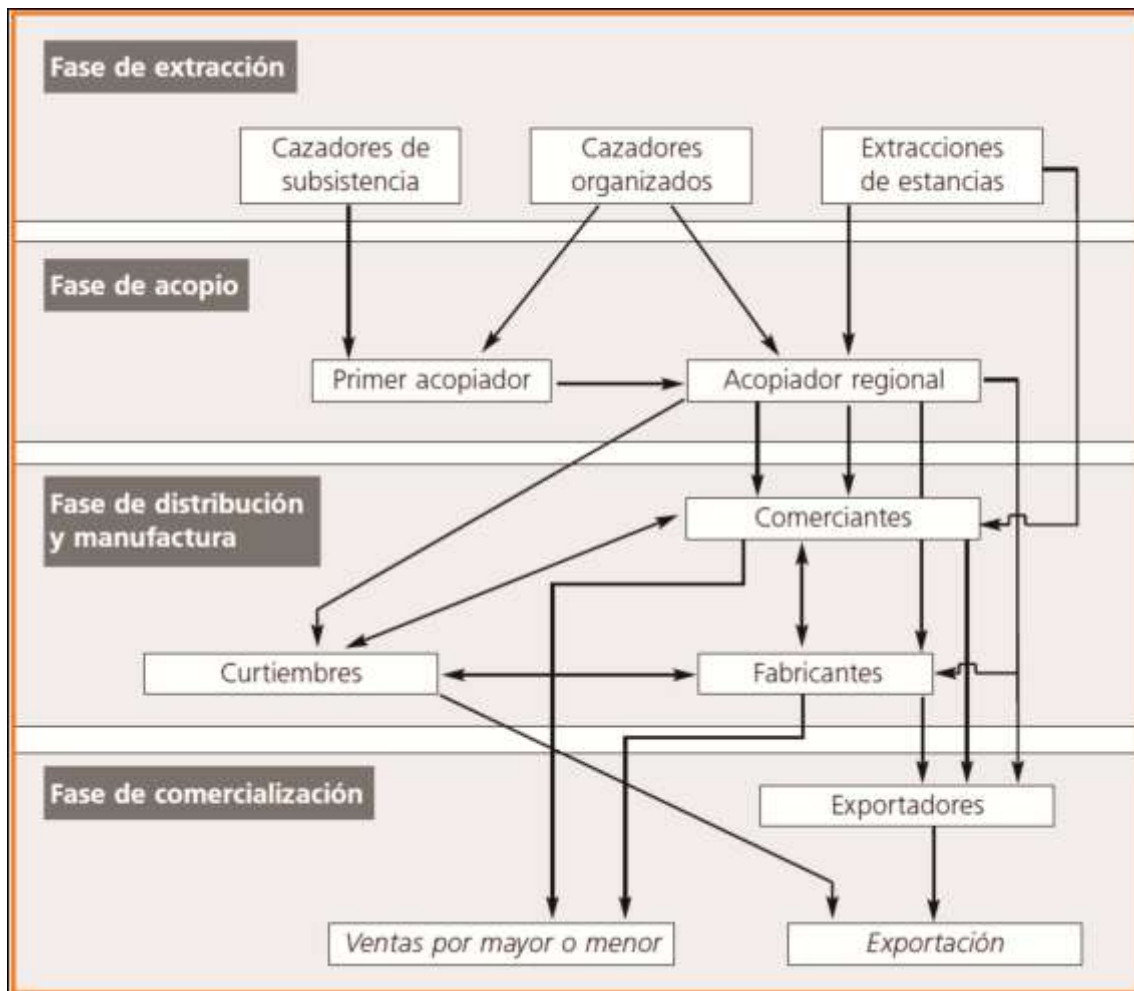 Fase de extracción
Cazadores de
subsistencia
Cazadores
organizados
Extracciones
de estancias
Fase de acopio
Primer acopiador
Acopiador regional
Fase de distribución
y manufactura
Comerciantes
Curtiembres
Fabricantes
Fase de comercialización
Exportadores
Ventas por mayor o menor
Exportación